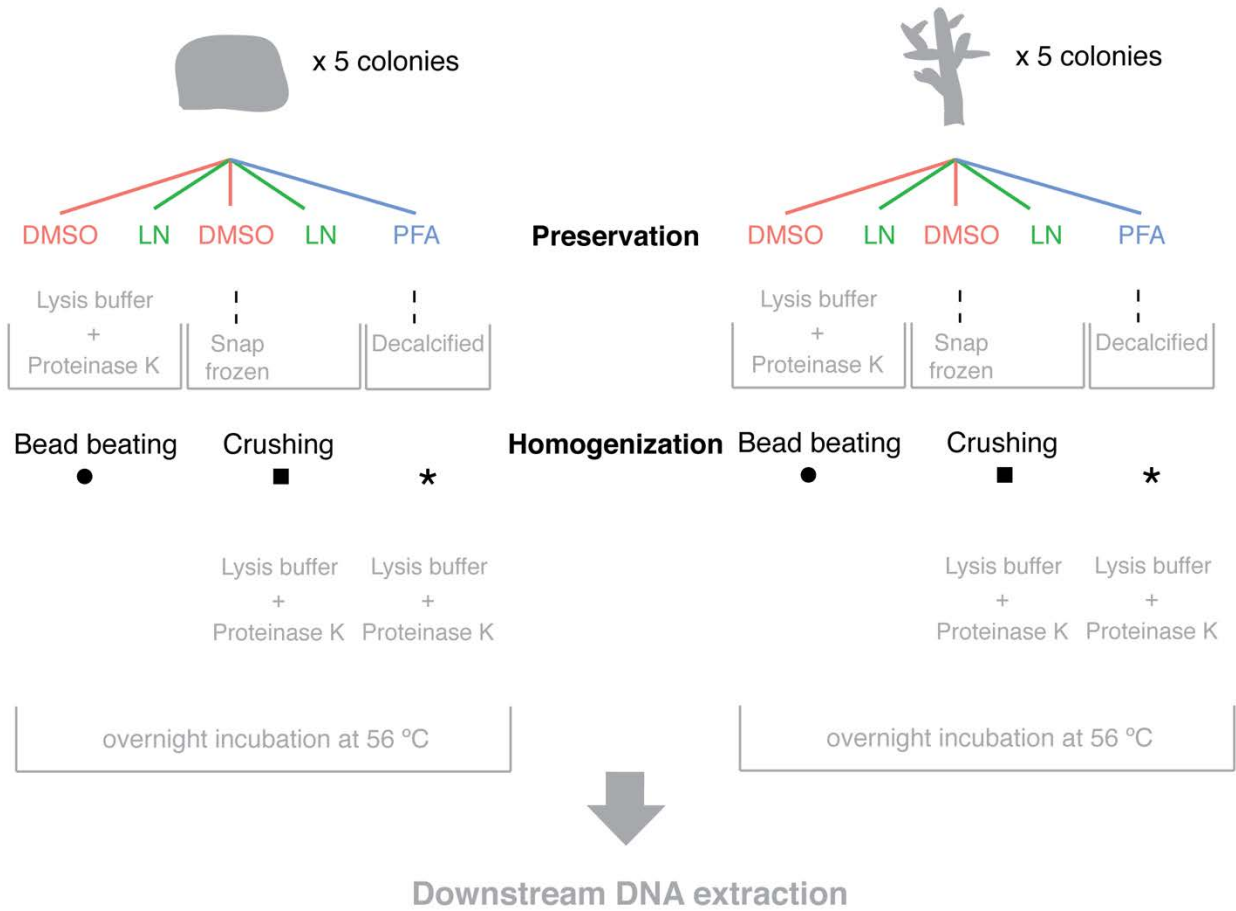 x 5 colonies
x 5 colonies
DMSO LN DMSO LN PFA
Preservation
DMSO LN DMSO LN PFA
Lysis buffer
+
Proteinase K
Snap
frozen
Decalcified
Lysis buffer
+
Proteinase K
Snap
frozen
Decalcified
Bead beating
Crushing
*
Homogenization
Bead beating
Crushing
*
Lysis buffer
+
Proteinase K
Lysis buffer
+
Proteinase K
Lysis buffer
+
Proteinase K
Lysis buffer
+
Proteinase K
overnight incubation at 56 ºC
overnight incubation at 56 ºC
Downstream DNA extraction